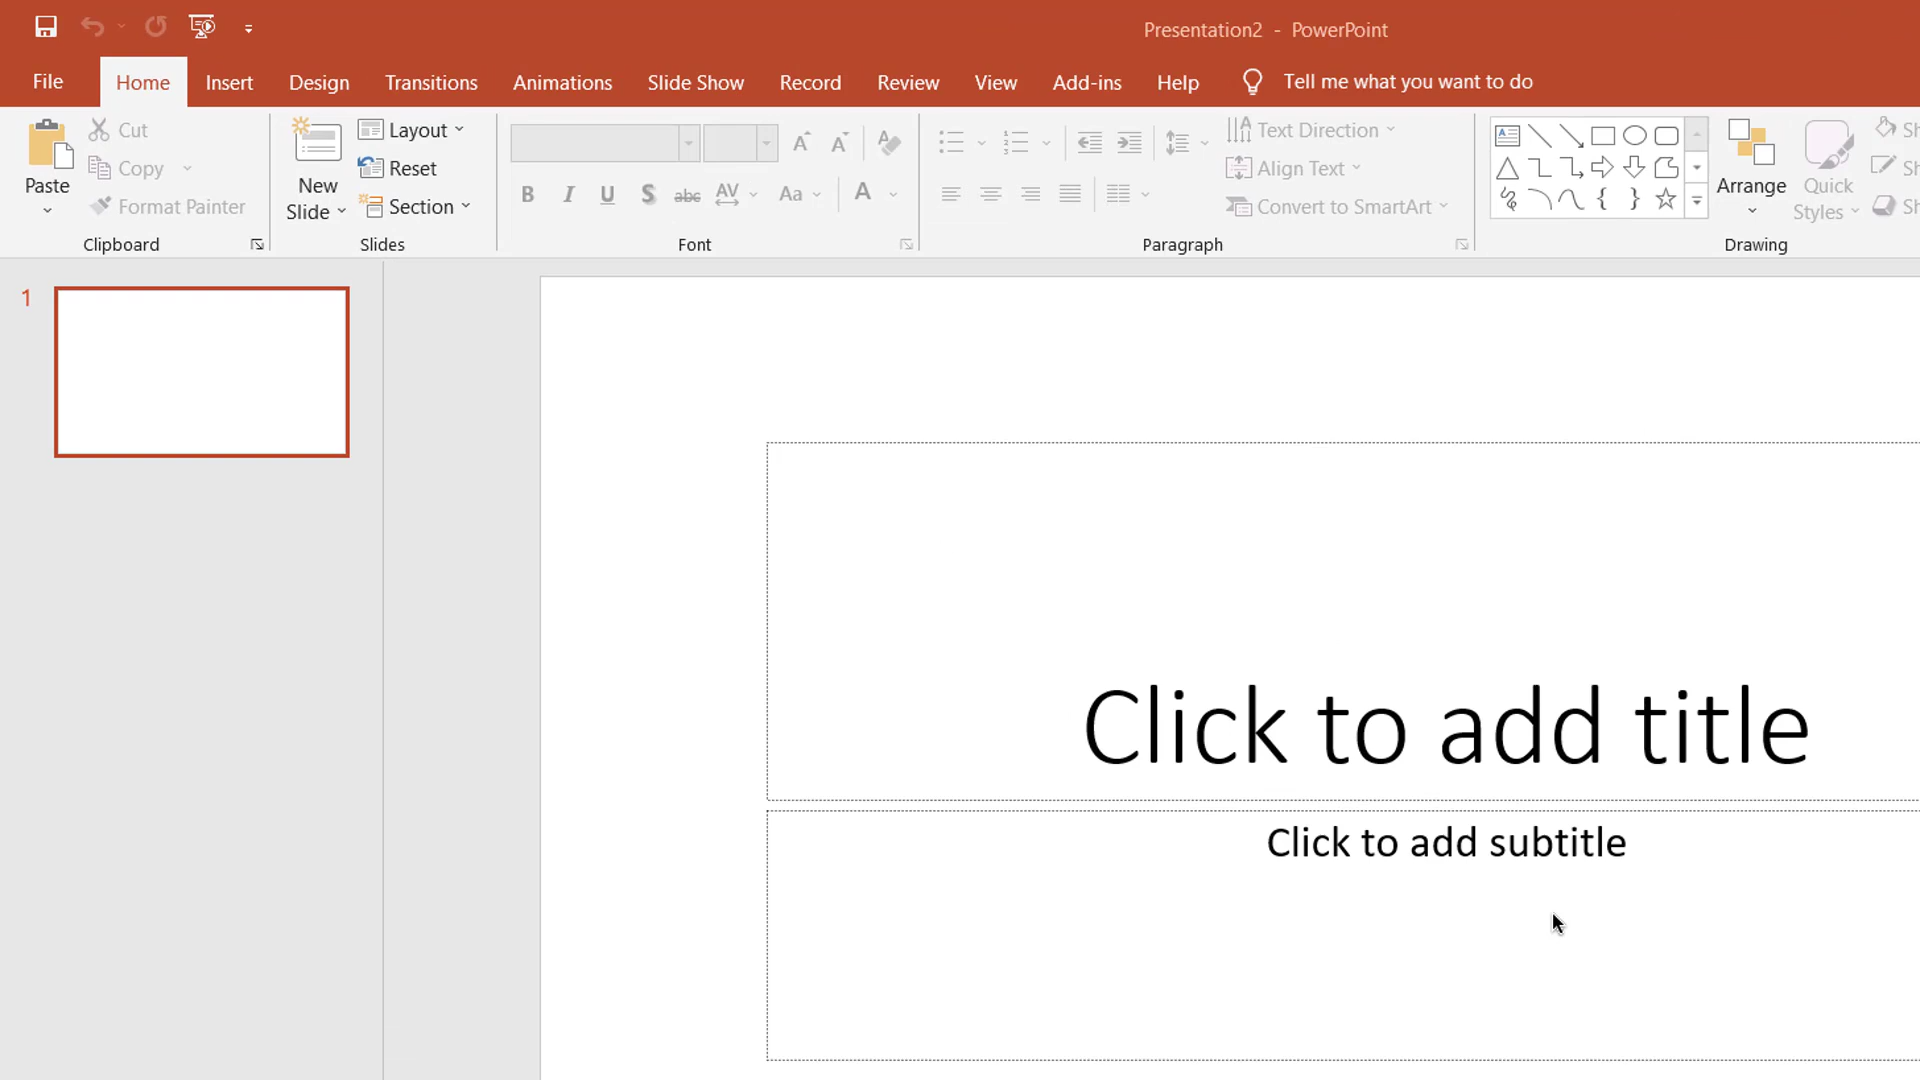 Presentation2 - PowerPoint
File Home Insert Design Transitions Animations Slide Show Record Review View Add-ins Help Tell me what you want to do
Paste
Cut
Copy
Format Painter
Clipboard
New
Slide
Layout
Reset
Section
Slides
B I U S abc AV Aa A
Font
Text Direction
Align Text
Convert to SmartArt
Paragraph
Arrange
Quick
Styles
Drawing
1
Click to add title
Click to add subtitle